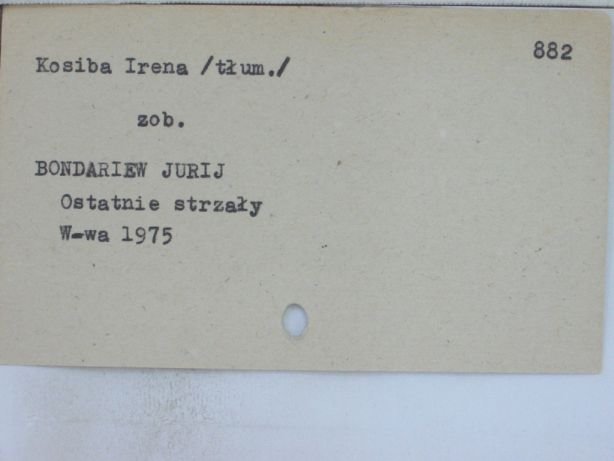 882
Kosiba Irena /tłum./
zob.
BONDARIEW JURIJ
Ostatnie strzały
W-wa 1975